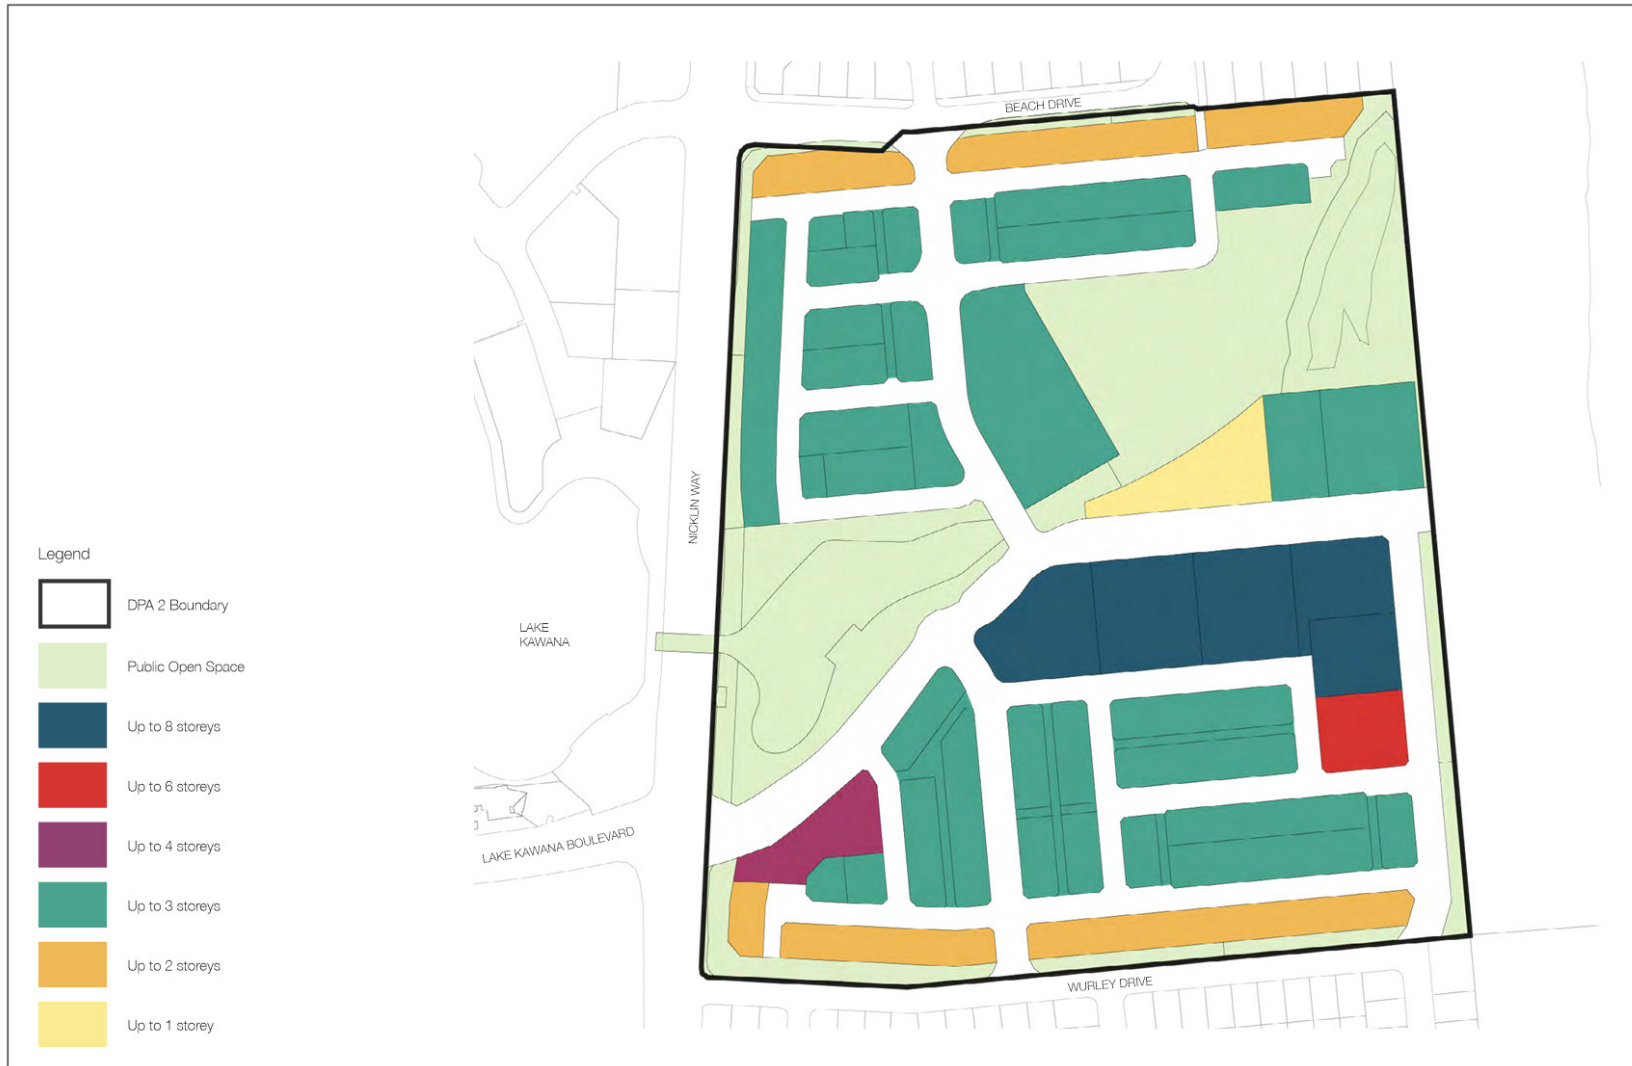 BEACH DRIVE
NICKLIN WAY
LAKE
KAWANA
LAKE KAWANA BOULEVARD
WURLEY DRIVE
Legend
DPA 2 Boundary
Public Open Space
Up to 8 storeys
Up to 6 storeys
Up to 4 storeys
Up to 3 storeys
Up to 2 storeys
Up to 1 storey